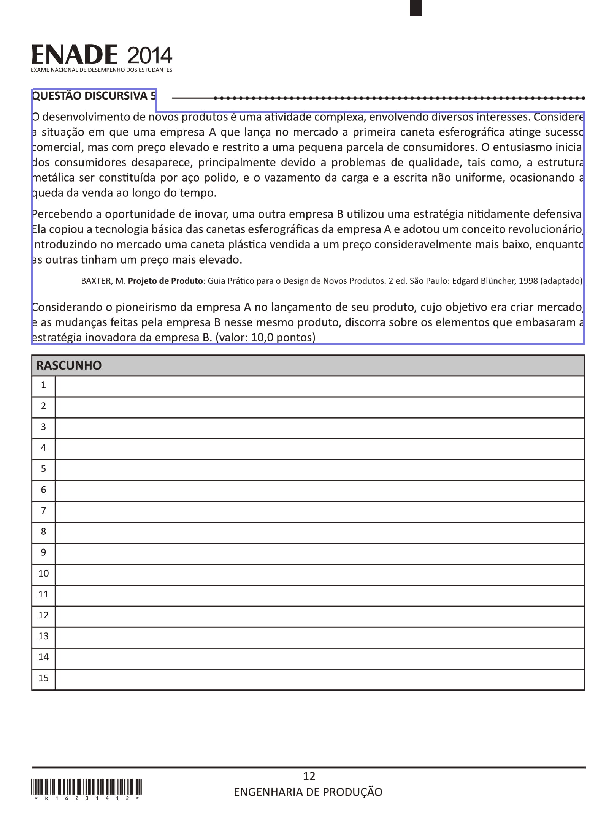 ENADE 2014
EXAME NACIONAL DE DESEMPENHO DOS ESTUDANTES
QUESTÃO DISCURSIVA 5
O desenvolvimento de novos produtos é uma atividade complexa, envolvendo diversos interesses. Considere
a situação em que uma empresa A que lança no mercado a primeira caneta esferográfica atinge sucesso
comercial, mas com preço elevado e restrito a uma pequena parcela de consumidores. O entusiasmo inicial
dos consumidores desaparece, principalmente devido a problemas de qualidade, tais como, a estrutura
metálica ser constituída por aço polido, e o vazamento da carga e a escrita não uniforme, ocasionando a
queda da venda ao longo do tempo.
Percebendo a oportunidade de inovar, uma outra empresa B utilizou uma estratégia nitidamente defensiva.
Ela copiou a tecnologia básica das canetas esferográficas da empresa A e adotou um conceito revolucionário,
introduzindo no mercado uma caneta plástica vendida a um preço consideravelmente mais baixo, enquanto
as outras tinham um preço mais elevado.
BAXTER, M. Projeto de Produto: Guia Prático para o Design de Novos Produtos. 2 ed. São Paulo: Edgard Blüncher, 1998 (adaptado).
Considerando o pioneirismo da empresa A no lançamento de seu produto, cujo objetivo era criar mercado,
e as mudanças feitas pela empresa B nesse mesmo produto, discorra sobre os elementos que embasaram a
estratégia inovadora da empresa B. (valor: 10,0 pontos)
RASCUNHO
1
2
3
4
5
6
7
8
9
10
11
12
13
14
15
12
ENGENHARIA DE PRODUÇÃO